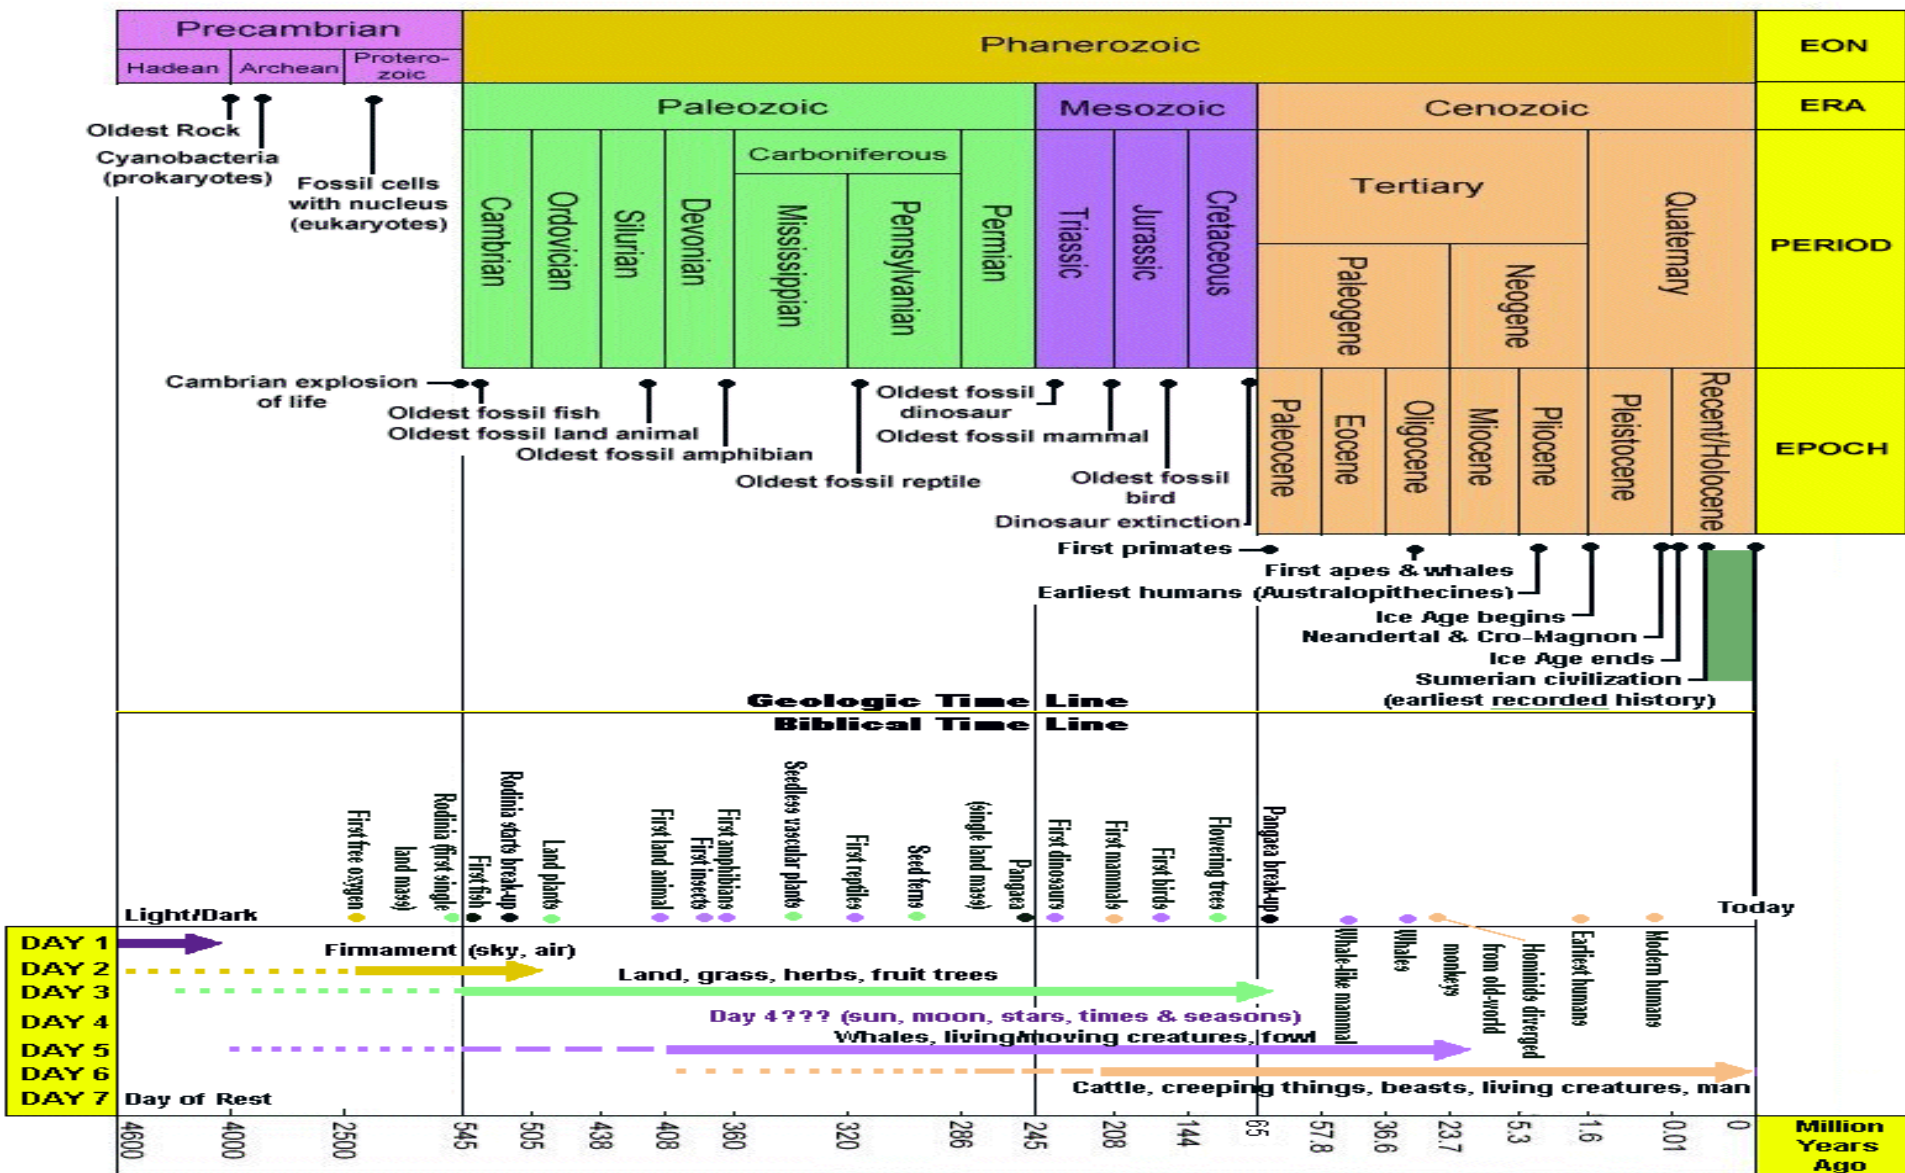 Precambrian
Phanerozoic
EON
Hadean
Archean
Protero-
zoic
Paleozoic
Mesozoic
Cenozoic
ERA
Oldest Rock
Cyanobacteria
(prokaryotes)
Fossil cells
with nucleus
(eukaryotes)
Cambrian
Ordovician
Silurian
Devonian
Carboniferous
Mississippian
Pennsylvanian
Permian
Triassic
Jurassic
Cretaceous
Tertiary
Paleogene
Neogene
Quaternary
PERIOD
Cambrian explosion
of life
Oldest fossil fish
Oldest fossil land animal
Oldest fossil amphibian
Oldest fossil reptile
Oldest fossil
dinosaur
Oldest fossil mammal
Oldest fossil
bird
Dinosaur extinction
Paleocene
Eocene
Oligocene
Miocene
Pliocene
Pleistocene
Recent/Holocene
EPOCH
First primates
First apes & whales
Earliest humans (Australopithecines)
Ice Age begins
Neandertal & Cro-Magnon
Ice Age ends
Sumerian civilization
(earliest recorded history)
Geologic Time Line
Biblical Time Line
First free oxygen
Rodinia (first single
land mass)
First fish
Rodinia starts break-up
Land plants
First land animal
First insects
First amphibians
Seedless vascular plants
First reptiles
Seed ferns
Pangaea
(single land mass)
First dinosaurs
First mammals
First birds
Flowering trees
Pangaea break-up
Today
Whale-like mammal
Whales
Hominids diverged
from old-world
monkeys
Earliest humans
Modern humans
Light/Dark
DAY 1
Firmament (sky, air)
DAY 2
Land, grass, herbs, fruit trees
DAY 3
DAY 4
Day 4??? (sun, moon, stars, times & seasons)
Whales, living/moving creatures, fowl
DAY 5
DAY 6
Cattle, creeping things, beasts, living creatures, man
DAY 7
Day of Rest
4600
4000
2500
545
505
438
408
360
320
286
245
208
144
65
57.8
36.6
23.7
5.3
1.6
0.01
0
Million
Years
Ago